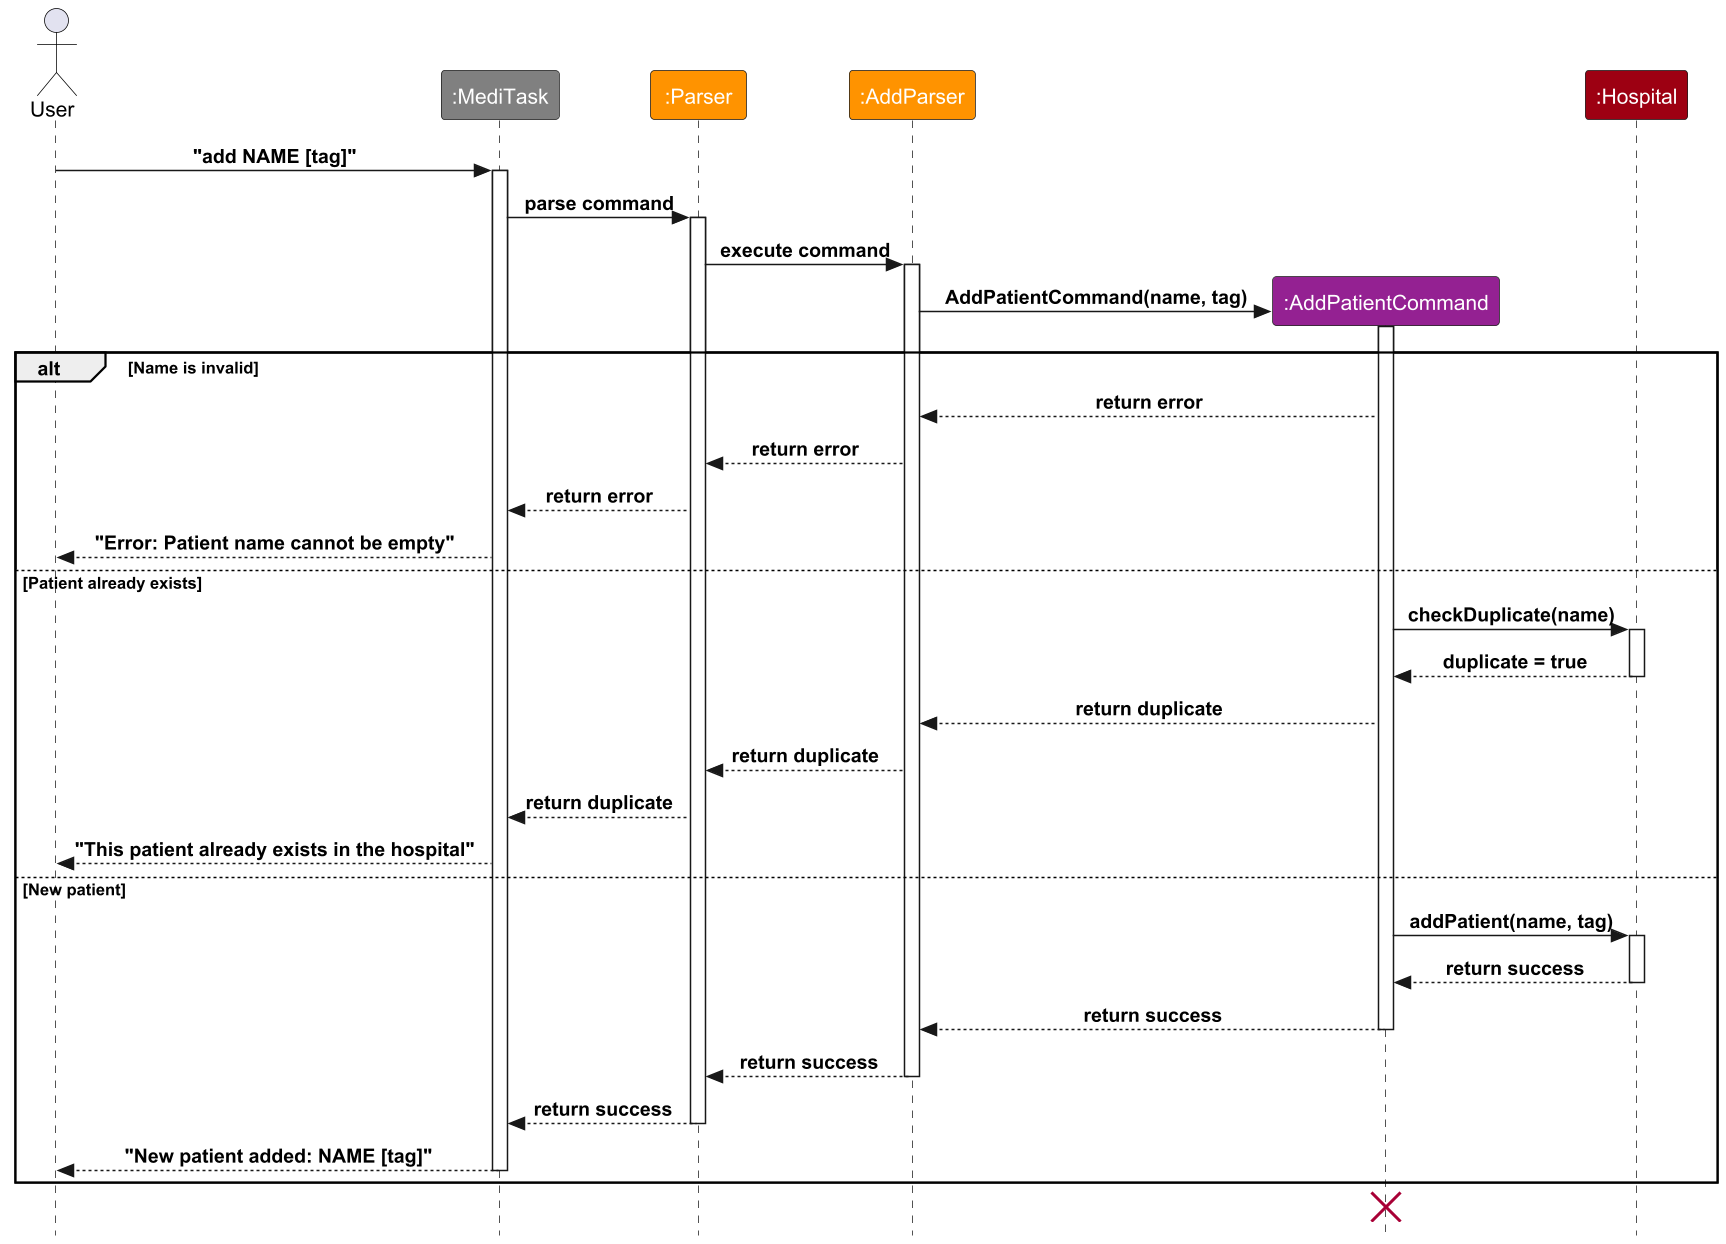 User
:MediTask
:Parser
:AddParser
:Hospital
"add NAME [tag]"
parse command
execute command
AddPatientCommand(name, tag)
:AddPatientCommand
alt
[Name is invalid]
return error
return error
return error
"Error: Patient name cannot be empty"
[Patient already exists]
checkDuplicate(name)
duplicate = true
return duplicate
return duplicate
return duplicate
"This patient already exists in the hospital"
[New patient]
addPatient(name, tag)
return success
return success
return success
return success
"New patient added: NAME [tag]"